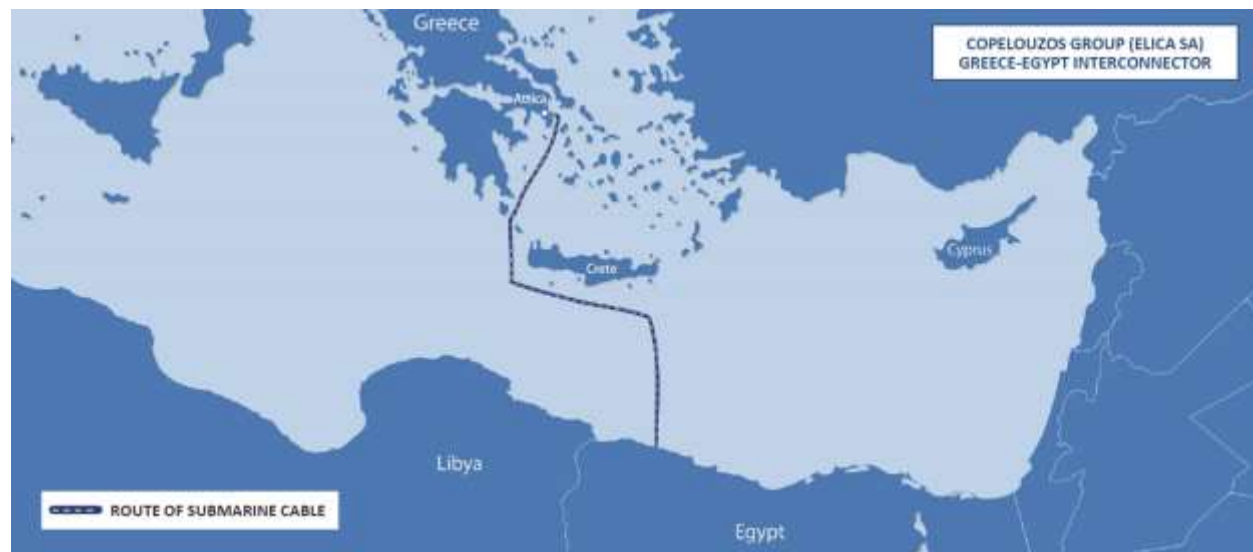 Greece
COPELOUZOS GROUP (ELICA SA)
GREECE-EGYPT INTERCONNECTOR
Attica
Cyprus
Crete
Libya
ROUTE OF SUBMARINE CABLE
Egypt